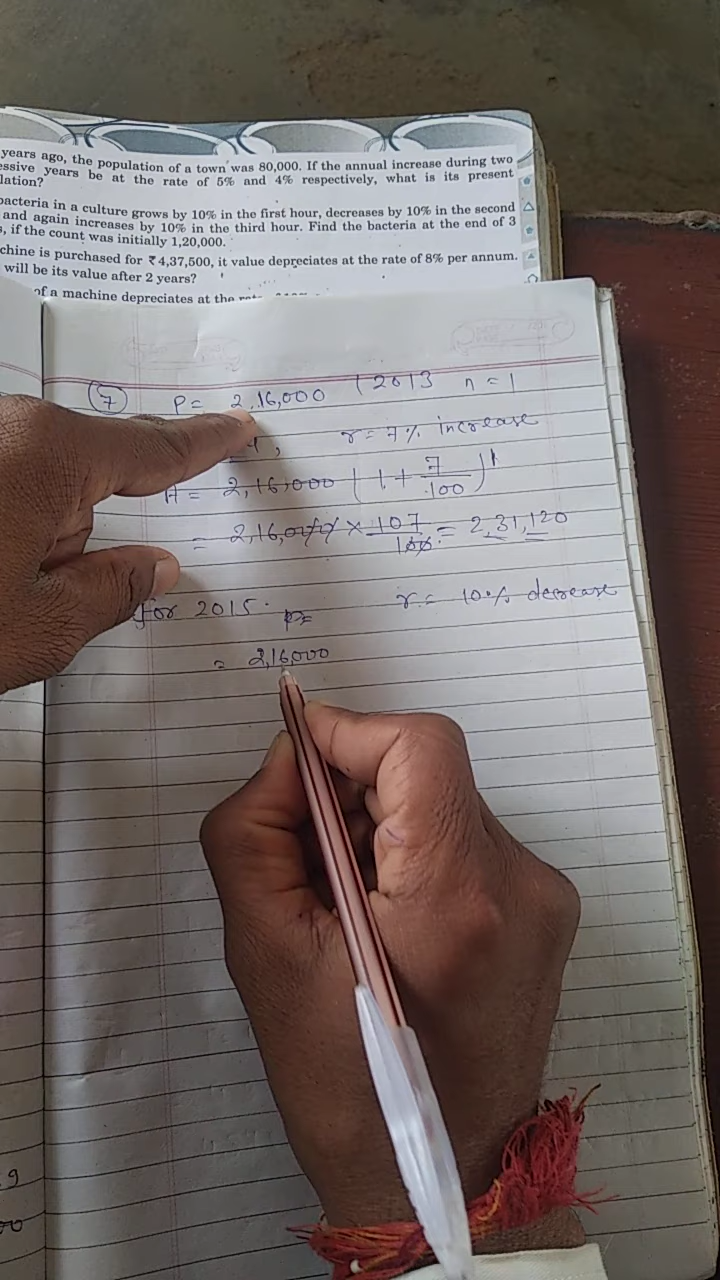 years ago, the population of a town was 80,000. If the annual increase during two
essive years be at the rate of 5% and 4% respectively, what is its present
lation?
bacteria in a culture grows by 10% in the first hour, decreases by 10% in the second
and again increases by 10% in the third hour. Find the bacteria at the end of 3
s, if the count was initially 1,20,000.
chine is purchased for ₹ 4,37,500, it value depreciates at the rate of 8% per annum.
will be its value after 2 years?
of a machine depreciates at the
7 P = 2,16,000 / 2013 n = 1
r = 7% increase
A = 2,16,000 (1 + 7/100)¹
= 2,16,000 × 107/100 = 2,31,120
for 2015. P= r = 10% decrease
= 2,16000
9